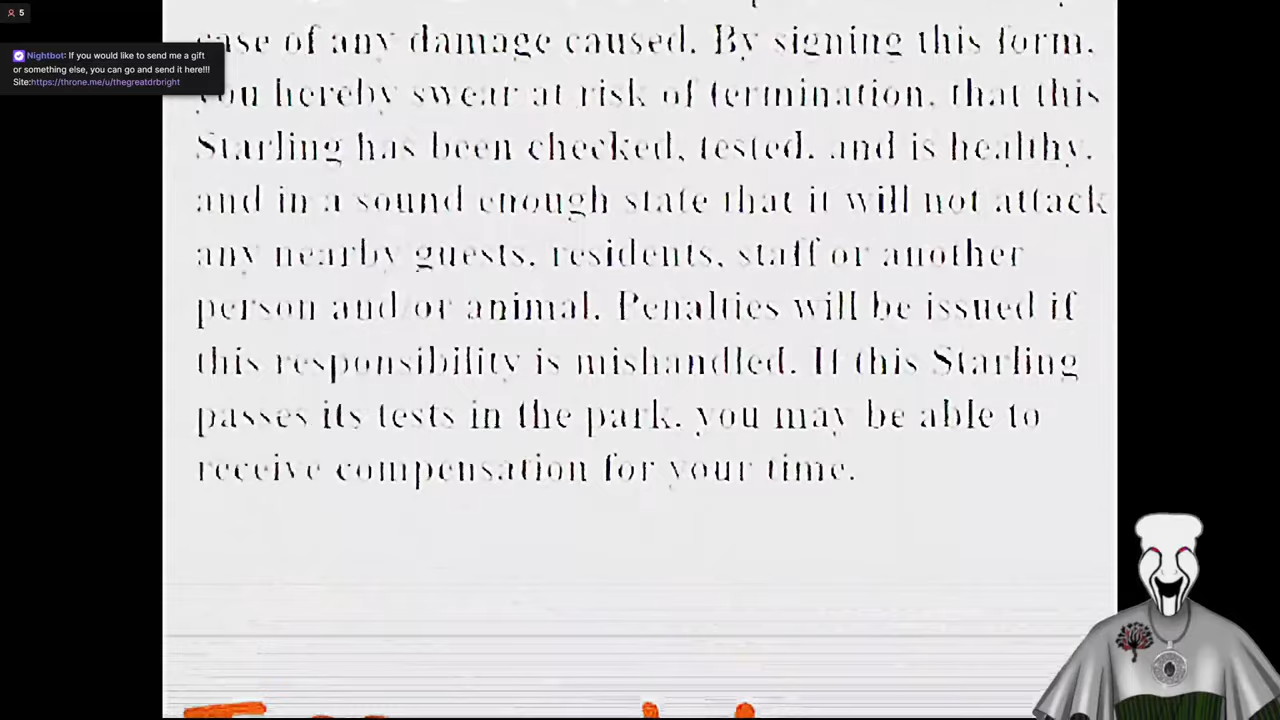 5
Nightbot: If you would like to send me a gift
or something else, you can go and send it here!!!
Site:https://throne.me/u/thegreatdrbright
case of any damage caused. By signing this form,
you hereby swear at risk of termination, that this
Starling has been checked, tested, and is healthy,
and in a sound enough state that it will not attack
any nearby guests, residents, staff or another
person and/or animal. Penalties will be issued if
this responsibility is mishandled. If this Starling
passes its tests in the park, you may be able to
receive compensation for your time.